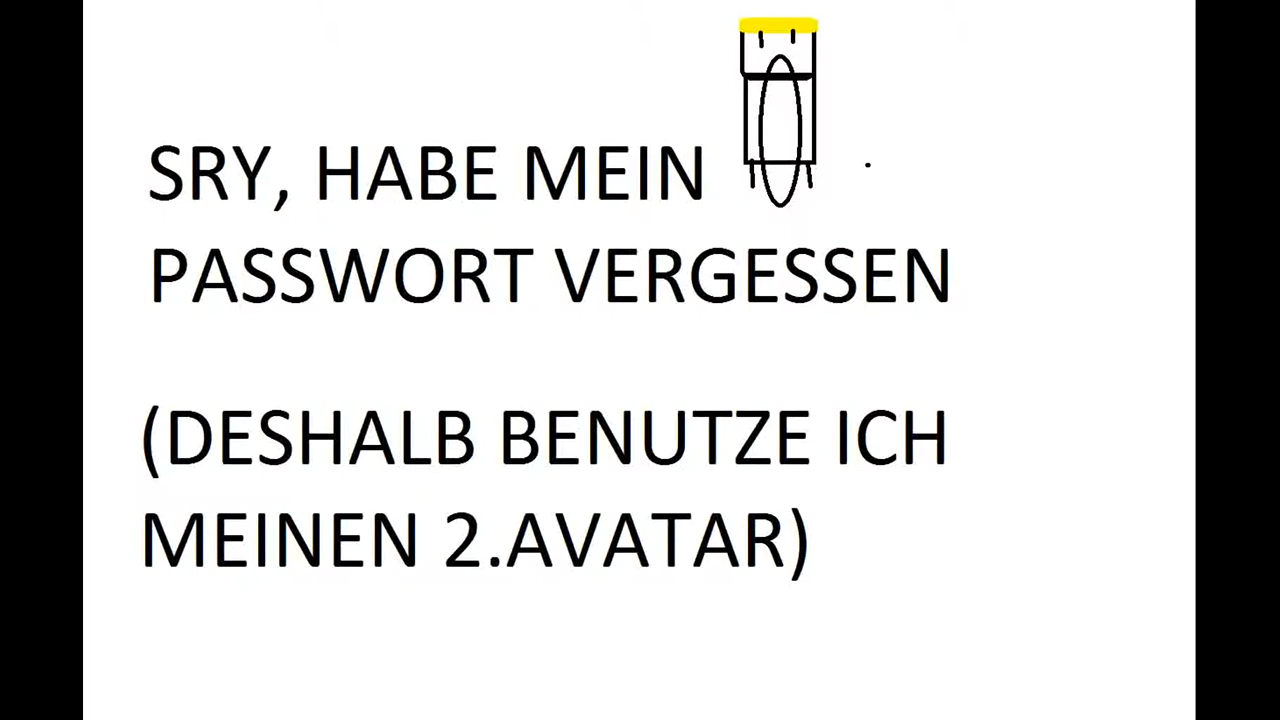 SRY, HABE MEIN
PASSWORT VERGESSEN
(DESHALB BENUTZE ICH
MEINEN 2.AVATAR)